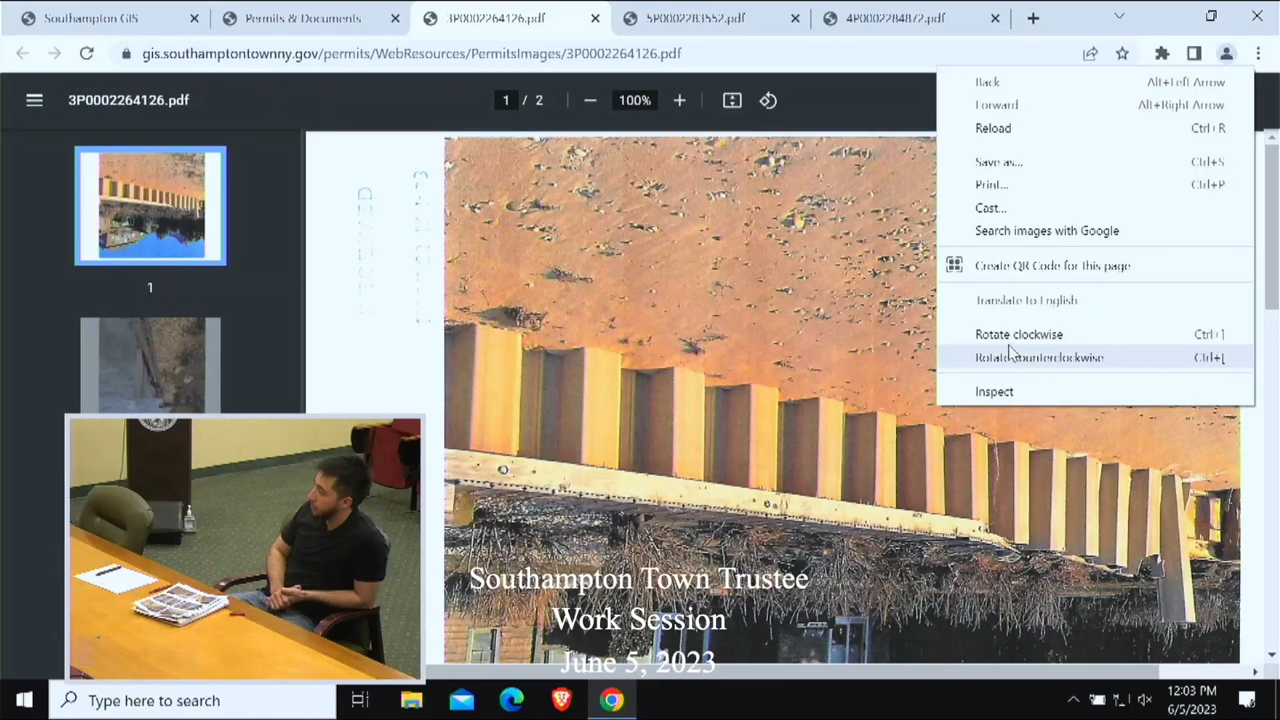 Southampton GIS
Permits & Documents
3P0002264126.pdf
5P0002283552.pdf
4P0002284872.pdf
gis.southamptontownny.gov/permits/WebResources/PermitsImages/3P0002264126.pdf
3P0002264126.pdf
1 / 2
100%
Back Alt+Left Arrow
Forward Alt+Right Arrow
Reload Ctrl+R
Save as... Ctrl+S
Print... Ctrl+P
Cast...
Search images with Google
Create QR Code for this page
Translate to English
Rotate clockwise Ctrl+]
Rotate counterclockwise Ctrl+[
Inspect
1
Southampton Town Trustee
Work Session
June 5, 2023
Type here to search
12:03 PM
6/5/2023